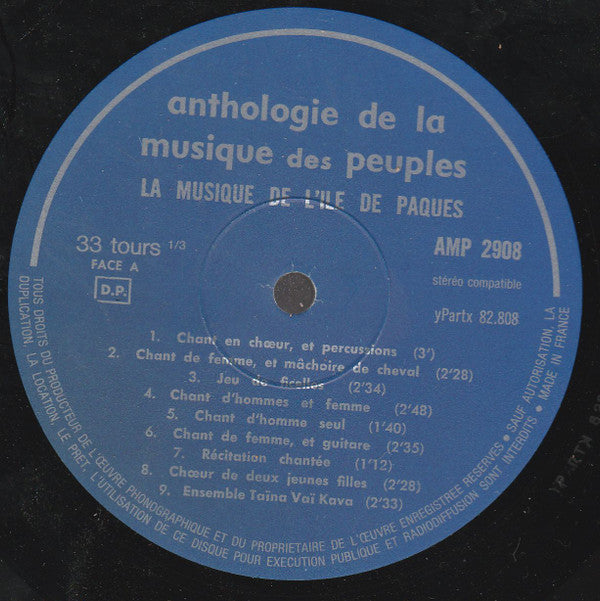 anthologie de la
musique des peuples
LA MUSIQUE DE L'ILE DE PAQUES
33 tours 1/3
FACE A
D.P.
AMP 2908
stéréo compatible
yPartx 82.808
1. Chant en chœur, et percussions (3')
2. Chant de femme, et mâchoire de cheval (2'28)
3. Jeu de ficelles (2'34)
4. Chant d'hommes et femme (2'48)
5. Chant d'homme seul (1'40)
6. Chant de femme, et guitare (2'35)
7. Récitation chantée (1'12)
8. Chœur de deux jeunes filles (2'28)
9. Ensemble Taïna Vaï Kava (2'33)
TOUS DROITS DU PRODUCTEUR DE L'ŒUVRE PHONOGRAPHIQUE ET DU PROPRIETAIRE DE L'ŒUVRE ENREGISTREE RESERVES • SAUF AUTORISATION, LA
DUPLICATION, LA LOCATION, LE PRET, L'UTILISATION DE CE DISQUE POUR EXECUTION PUBLIQUE ET RADIODIFFUSION SONT INTERDITS • MADE IN FRANCE